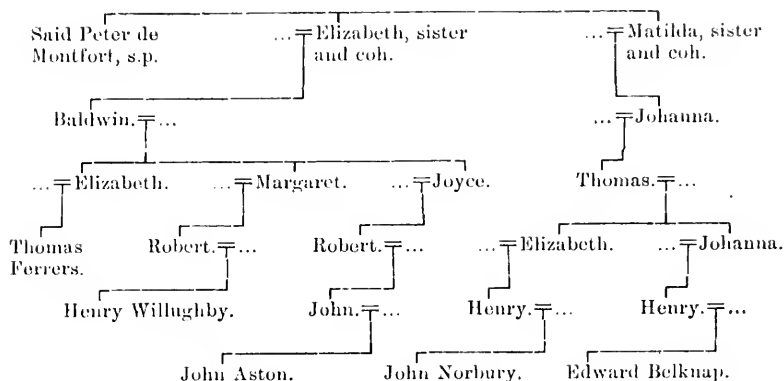 Said Peter de Montfort, s.p.
... = Elizabeth, sister and coh.
... = Matilda, sister and coh.
Baldwin. = ...
... = Johanna.
... = Elizabeth.
... = Margaret.
... = Joyce.
Thomas. = ...
Thomas Ferrers.
Robert. = ...
Robert. = ...
... = Elizabeth.
... = Johanna.
Henry Willughby.
John. = ...
Henry. = ...
Henry. = ...
John Aston.
John Norbury.
Edward Belknap.